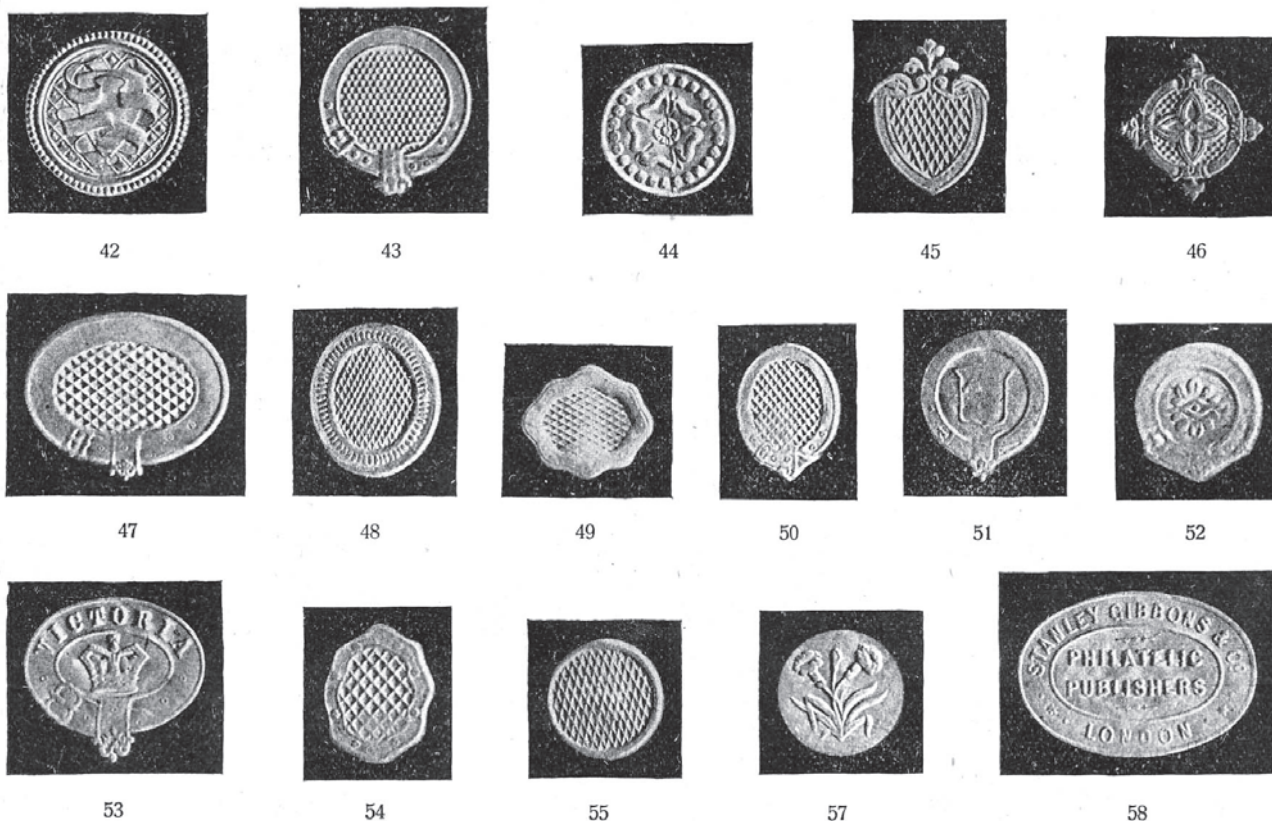 42 43 44 45 46
47 48 49 50 51 52
VICTORIA
STANLEY GIBBONS & Co.
PHILATELIC
PUBLISHERS
LONDON
53 54 55 57 58